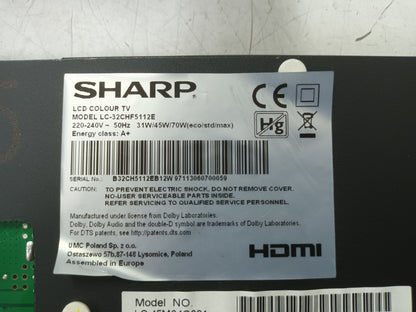 SHARP
LCD COLOUR TV
MODEL LC-32CHF5112E
220-240V ~ 50Hz 31W/45W/70W(eco/std/max)
Energy class: A+
Hg
SERIAL No.: B32CH5112EB12W 97113060700059
CAUTION: TO PREVENT ELECTRIC SHOCK, DO NOT REMOVE COVER.
NO-USER SERVICEABLE PARTS INSIDE.
REFER SERVICING TO QUALIFIED SERVICE PERSONNEL.
Manufactured under license from Dolby Laboratories.
Dolby, Dolby Audio and the double-D symbol are trademarks of Dolby Laboratories.
For DTS patents, see http://patents.dts.com
UMC Poland Sp. z o.o.
Ostaszewo 57b,87-148 Lysomice, Poland
Assembled in Europe
HDMI
Model NO.